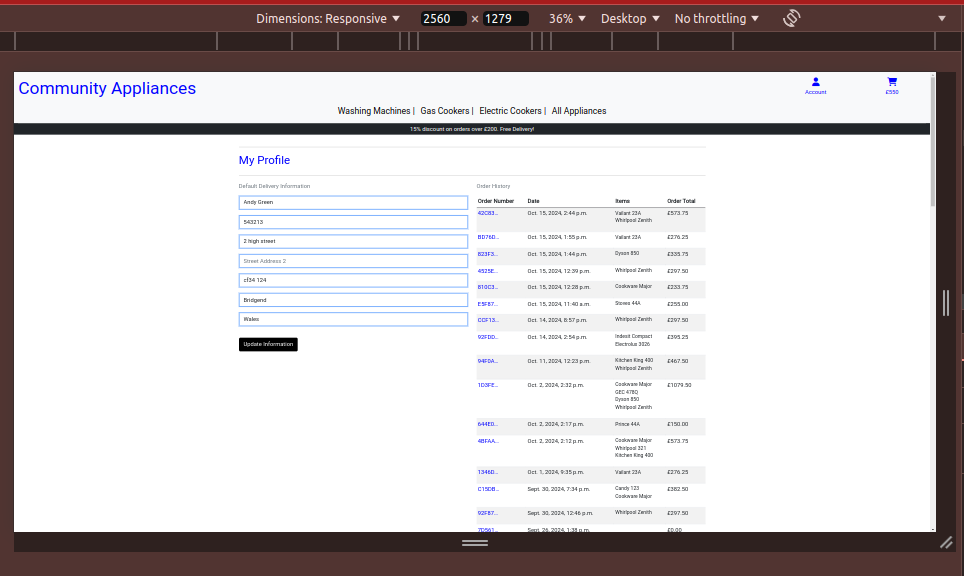 Dimensions: Responsive ▼ 2560 × 1279 36% ▼ Desktop ▼ No throttling ▼
Community Appliances
Account
£550
Washing Machines | Gas Cookers | Electric Cookers | All Appliances
15% discount on orders over £200. Free Delivery!
My Profile
Default Delivery Information
Andy Green
543213
2 high street
Street Address 2
cf34 124
Bridgend
Wales
Update Information
Order History
Order Number Date Items Order Total
42C83... Oct. 15, 2024, 2:44 p.m. Valiant 23A £573.75
Whirlpool Zenith
BD76D... Oct. 15, 2024, 1:55 p.m. Valiant 23A £276.25
823F3... Oct. 15, 2024, 1:44 p.m. Dyson 850 £335.75
4525E... Oct. 15, 2024, 12:39 p.m. Whirlpool Zenith £297.50
810C3... Oct. 15, 2024, 12:28 p.m. Cookware Major £233.75
E5F87... Oct. 15, 2024, 11:40 a.m. Stoves 44A £255.00
CCF13... Oct. 14, 2024, 8:57 p.m. Whirlpool Zenith £297.50
92FDD... Oct. 14, 2024, 2:54 p.m. Indesit Compact £395.25
Electrolux 3026
94F0A... Oct. 11, 2024, 12:23 p.m. Kitchen King 400 £467.50
Whirlpool Zenith
1D3FE... Oct. 2, 2024, 2:32 p.m. Cookware Major £1079.50
GEC 478Q
Dyson 850
Whirlpool Zenith
644ED... Oct. 2, 2024, 2:17 p.m. Prince 44A £150.00
4BFAA... Oct. 2, 2024, 2:12 p.m. Cookware Major £573.75
Whirlpool 321
Kitchen King 400
1346D... Oct. 1, 2024, 9:35 p.m. Valiant 23A £276.25
C15DB... Sept. 30, 2024, 7:34 p.m. Candy 123 £382.50
Cookware Major
92F87... Sept. 30, 2024, 12:46 p.m. Whirlpool Zenith £297.50
7D561... Sept. 26, 2024, 1:38 p.m. £0.00